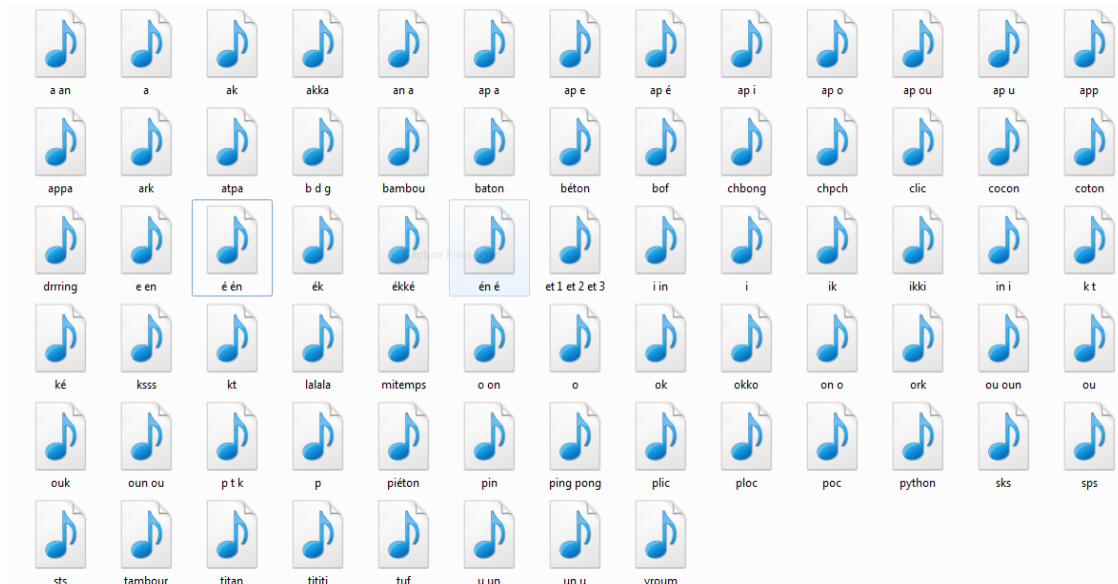 a an a ak akka an a ap a ap e ap é ap i ap o ap ou ap u app
appa ark atpa b d g bambou baton béton bof chbong chpch clic cocon coton
Capture Plein écran
drrring e en é én ék ékké én é et 1 et 2 et 3 i in i ik ikki in i k t
ké ksss kt lalala mitemps o on o ok okko on o ork ou oun ou
ouk oun ou p t k p piéton pin ping pong plic ploc poc python sks sps
sts tambour titan tititi tuf u un un u vroum